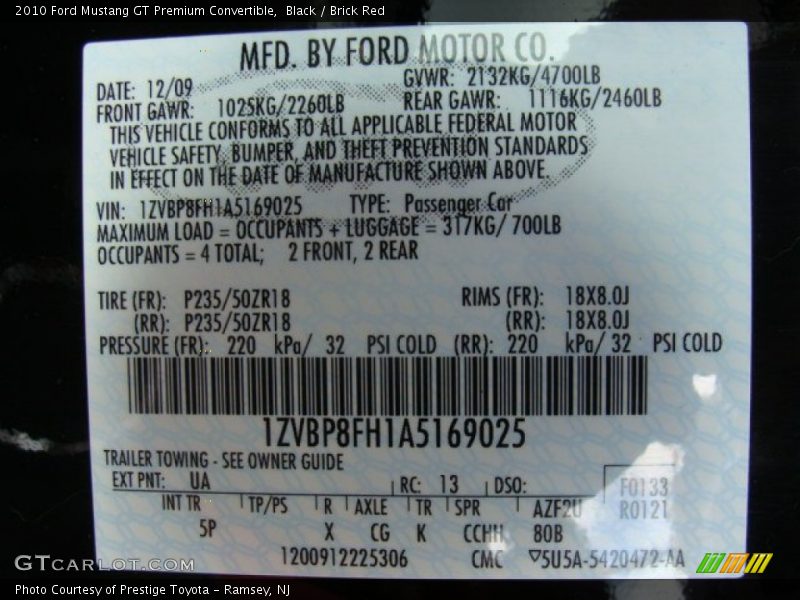 2010 Ford Mustang GT Premium Convertible,  Black / Brick Red
MFD. BY FORD MOTOR CO.
DATE: 12/09  GVWR: 2132KG/4700LB
FRONT GAWR: 1025KG/2260LB  REAR GAWR: 1116KG/2460LB
THIS VEHICLE CONFORMS TO ALL APPLICABLE FEDERAL MOTOR
VEHICLE SAFETY, BUMPER, AND THEFT PREVENTION STANDARDS
IN EFFECT ON THE DATE OF MANUFACTURE SHOWN ABOVE.
VIN: 1ZVBP8FH1A5169025  TYPE: Passenger Car
MAXIMUM LOAD = OCCUPANTS + LUGGAGE = 317KG/ 700LB
OCCUPANTS = 4 TOTAL; 2 FRONT, 2 REAR
TIRE (FR): P235/50ZR18  RIMS (FR): 18X8.0J
(RR): P235/50ZR18  (RR): 18X8.0J
PRESSURE (FR): 220 kPa/ 32 PSI COLD (RR): 220 kPa/ 32 PSI COLD
1ZVBP8FH1A5169025
TRAILER TOWING - SEE OWNER GUIDE
EXT PNT: UA  RC: 13  DSO:  F0133
INT TR  TP/PS  R  AXLE  TR  SPR  AZF2U  R0121
5P  X  CG  K  CCHH  80B
1200912225306  CMC  ▽5U5A-5420472-AA
GTCARLOT.COM
Photo Courtesy of Prestige Toyota - Ramsey, NJ